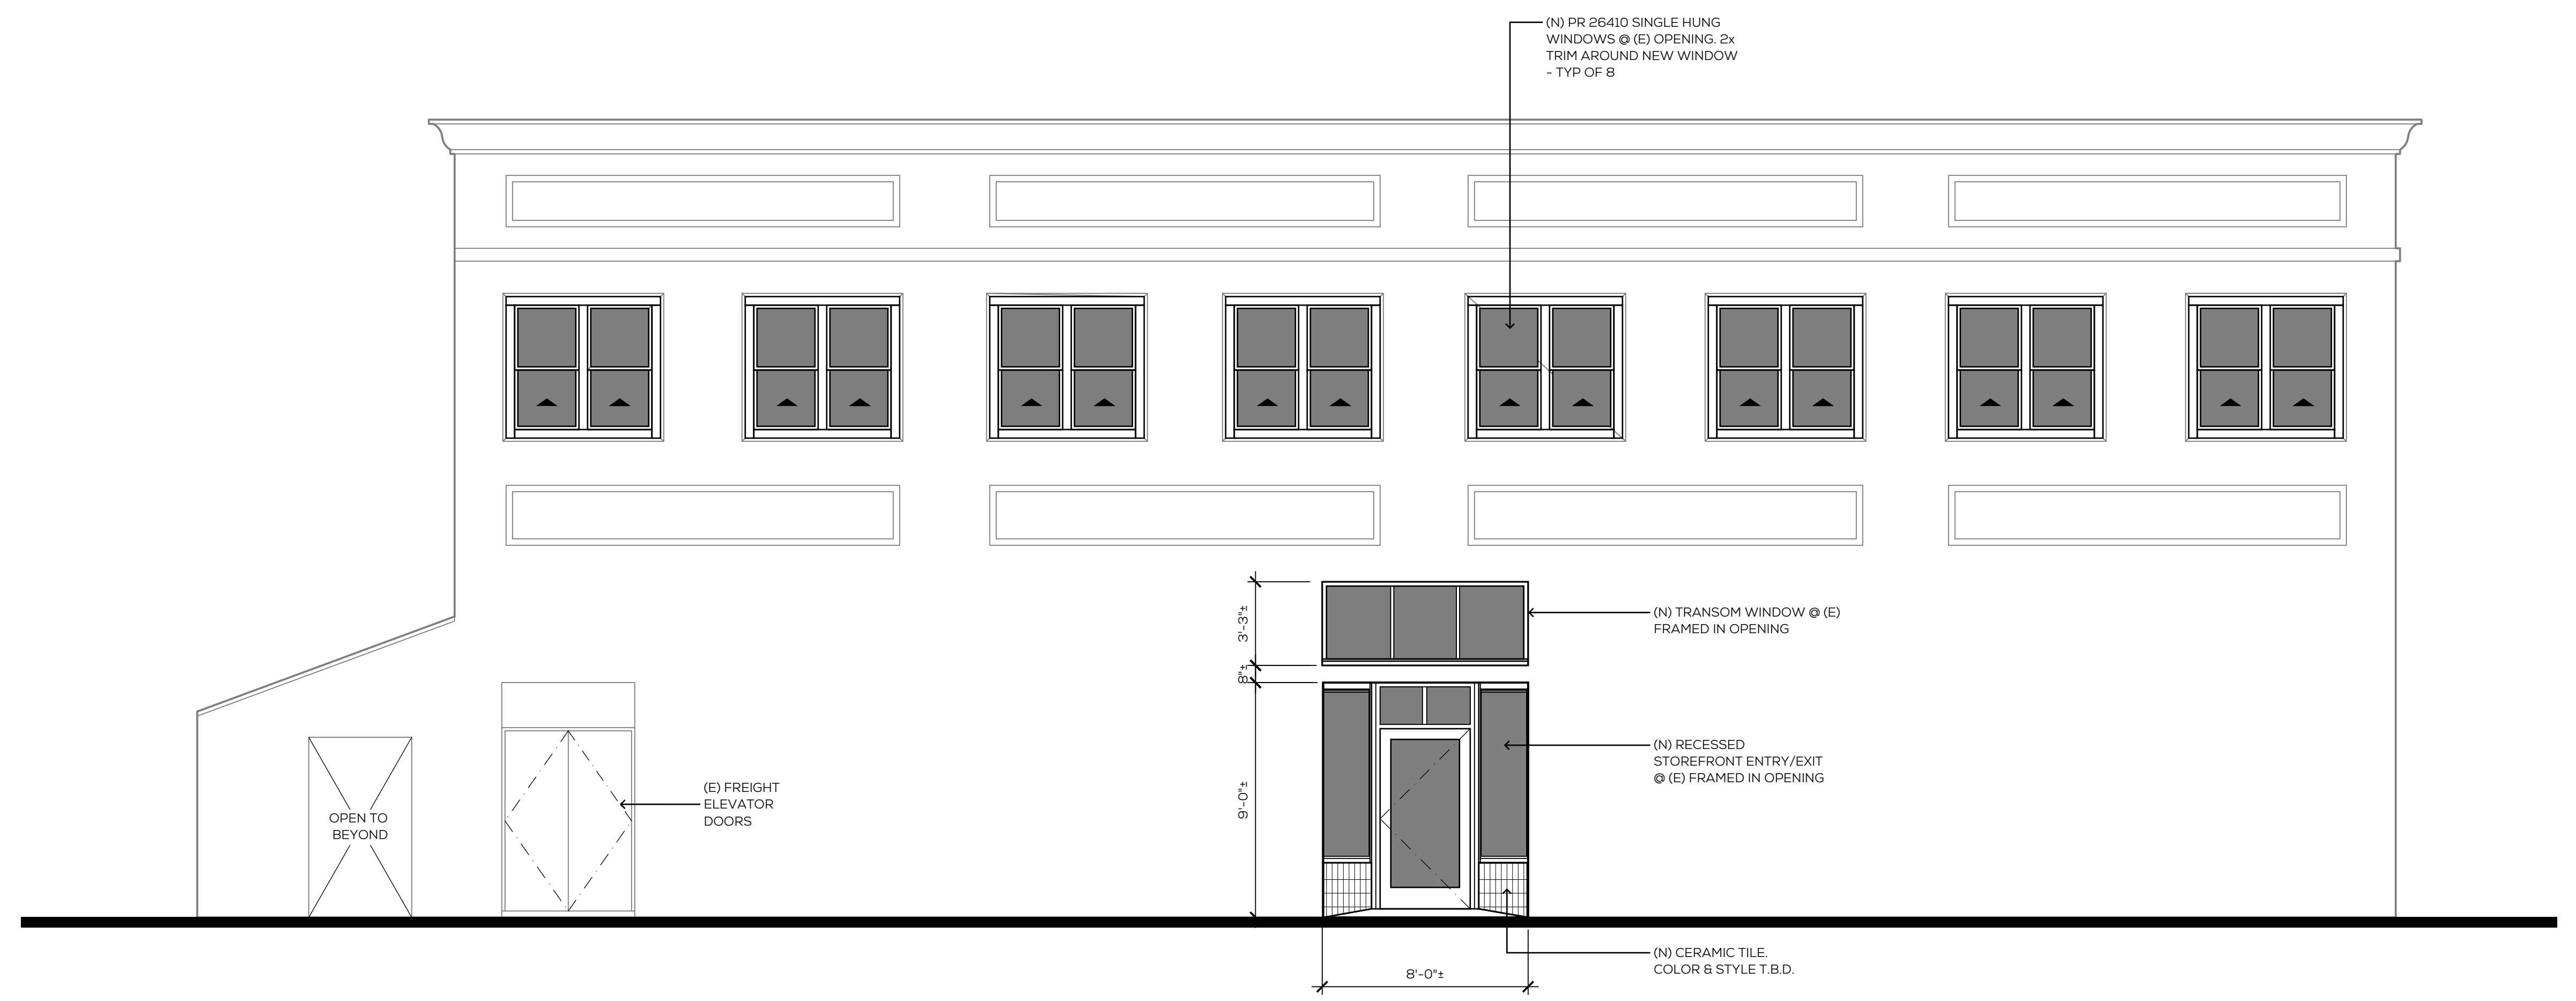 (N) PR 26410 SINGLE HUNG
WINDOWS @ (E) OPENING. 2x
TRIM AROUND NEW WINDOW
- TYP OF 8
3'-3"±
(N) TRANSOM WINDOW @ (E)
FRAMED IN OPENING
8"±
(N) RECESSED
STOREFRONT ENTRY/EXIT
@ (E) FRAMED IN OPENING
9'-0"±
(E) FREIGHT
ELEVATOR
DOORS
OPEN TO
BEYOND
(N) CERAMIC TILE.
COLOR & STYLE T.B.D.
8'-0"±